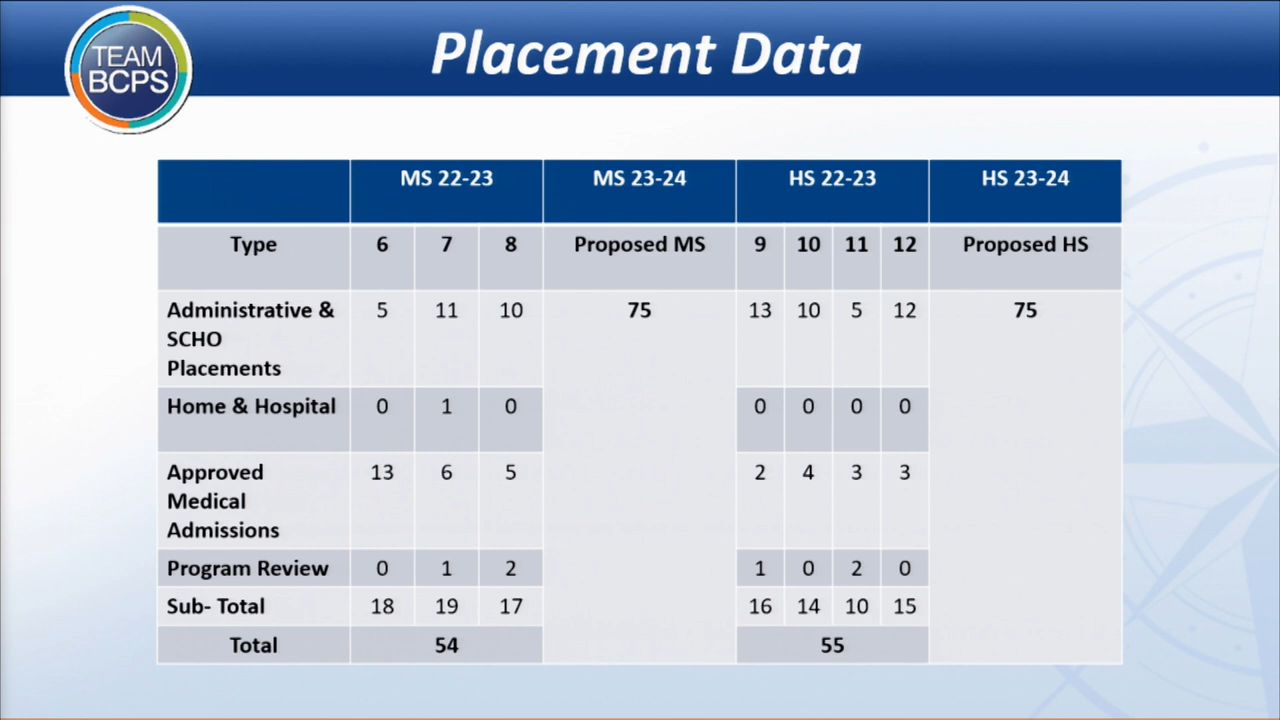 TEAM
BCPS
Placement Data
MS 22-23 MS 23-24 HS 22-23 HS 23-24
Type 6 7 8 Proposed MS 9 10 11 12 Proposed HS
Administrative & 5 11 10 75 13 10 5 12 75
SCHO
Placements
Home & Hospital 0 1 0 0 0 0 0
Approved 13 6 5 2 4 3 3
Medical
Admissions
Program Review 0 1 2 1 0 2 0
Sub- Total 18 19 17 16 14 10 15
Total 54 55